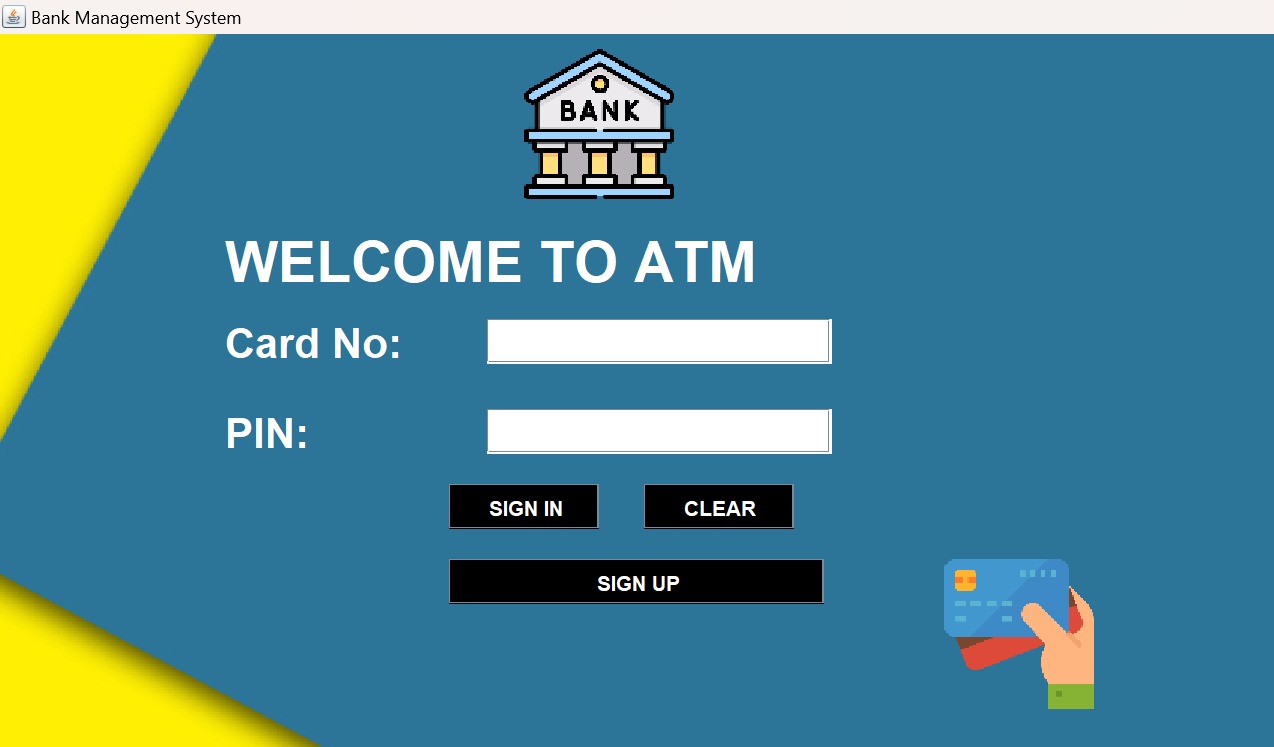 Bank Management System
BANK
WELCOME TO ATM
Card No:
PIN:
SIGN IN
CLEAR
SIGN UP